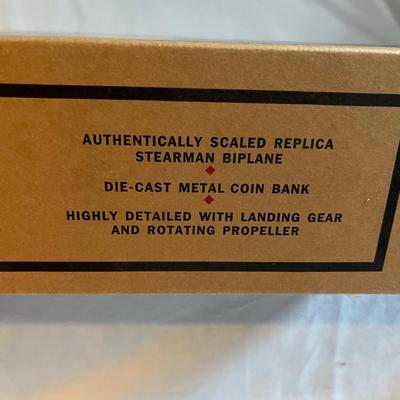 AUTHENTICALLY SCALED REPLICA
STEARMAN BIPLANE
DIE-CAST METAL COIN BANK
HIGHLY DETAILED WITH LANDING GEAR
AND ROTATING PROPELLER